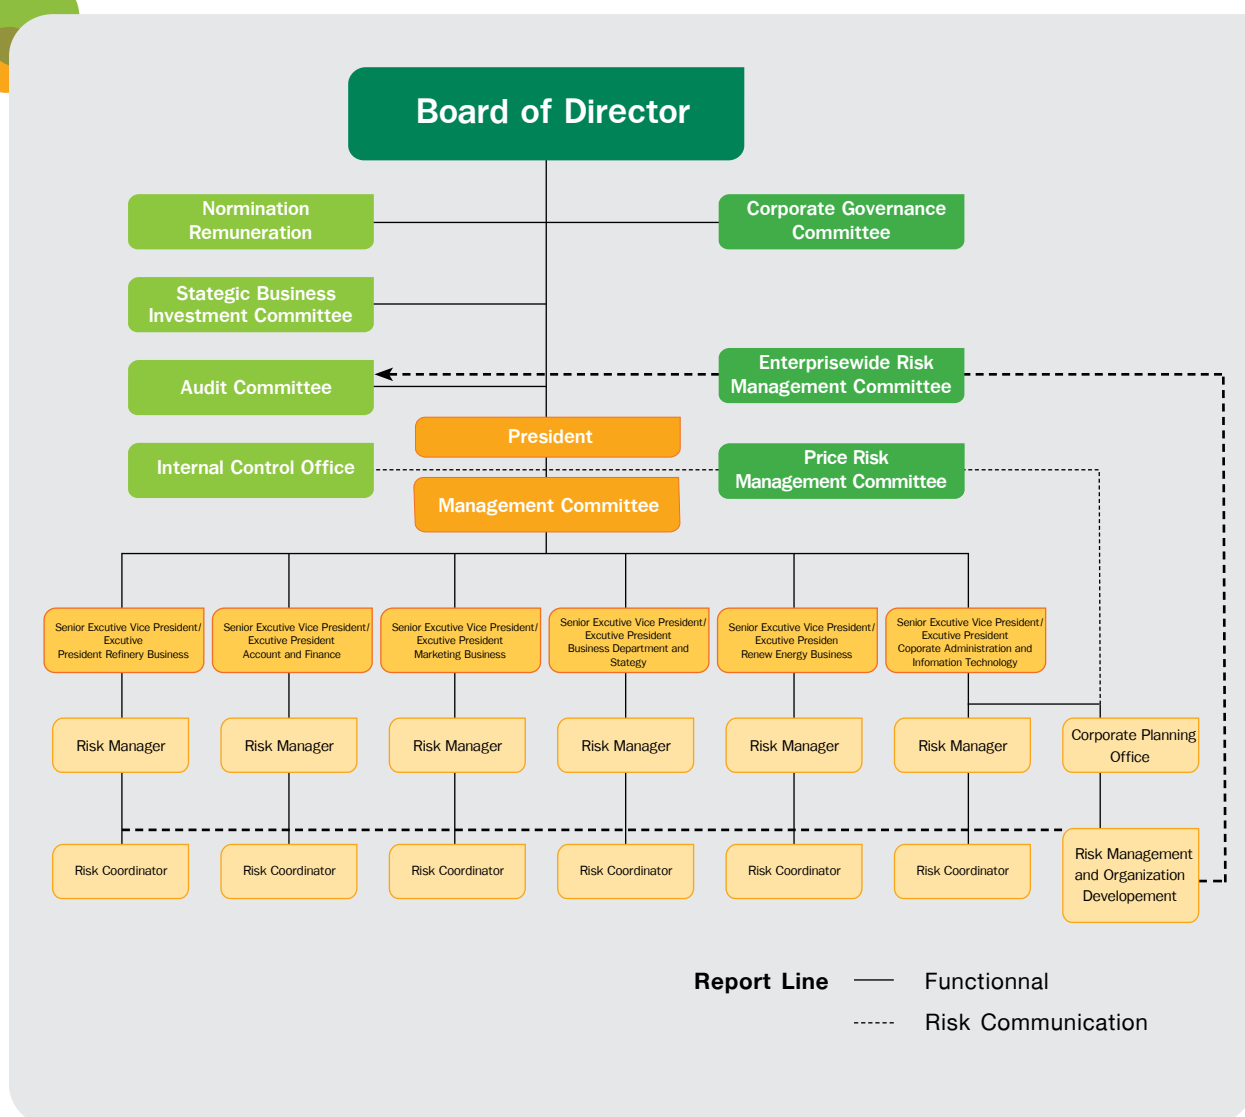 Board of Director
Normination
Remuneration
Corporate Governance
Committee
Stategic Business
Investment Committee
Audit Committee
Enterprisewide Risk
Management Committee
President
Internal Control Office
Price Risk
Management Committee
Management Committee
Senior Excutive Vice President/
Excutive
President Refinery Business
Senior Excutive Vice President/
Excutive President
Account and Finance
Senior Excutive Vice President/
Excutive President
Marketing Business
Senior Excutive Vice President/
Excutive President
Business Department and
Stategy
Senior Excutive Vice President/
Excutive Presiden
Renew Energy Business
Senior Excutive Vice President/
Excutive President
Coporate Administration and
Infomation Technology
Risk Manager
Risk Manager
Risk Manager
Risk Manager
Risk Manager
Risk Manager
Corporate Planning
Office
Risk Coordinator
Risk Coordinator
Risk Coordinator
Risk Coordinator
Risk Coordinator
Risk Coordinator
Risk Management
and Organization
Developement
Report Line
Functionnal
Risk Communication